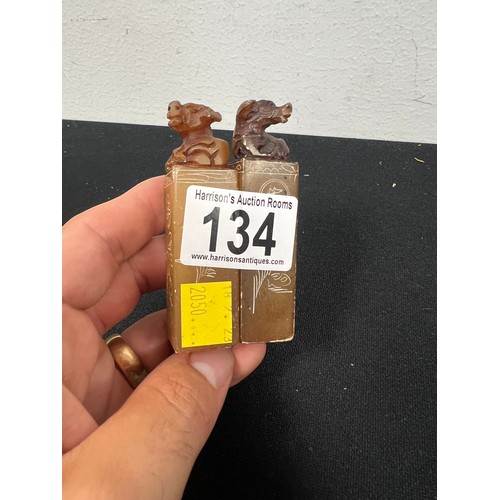 Harrison's Auction Rooms
134
www.harrisonsantiques.com
2050